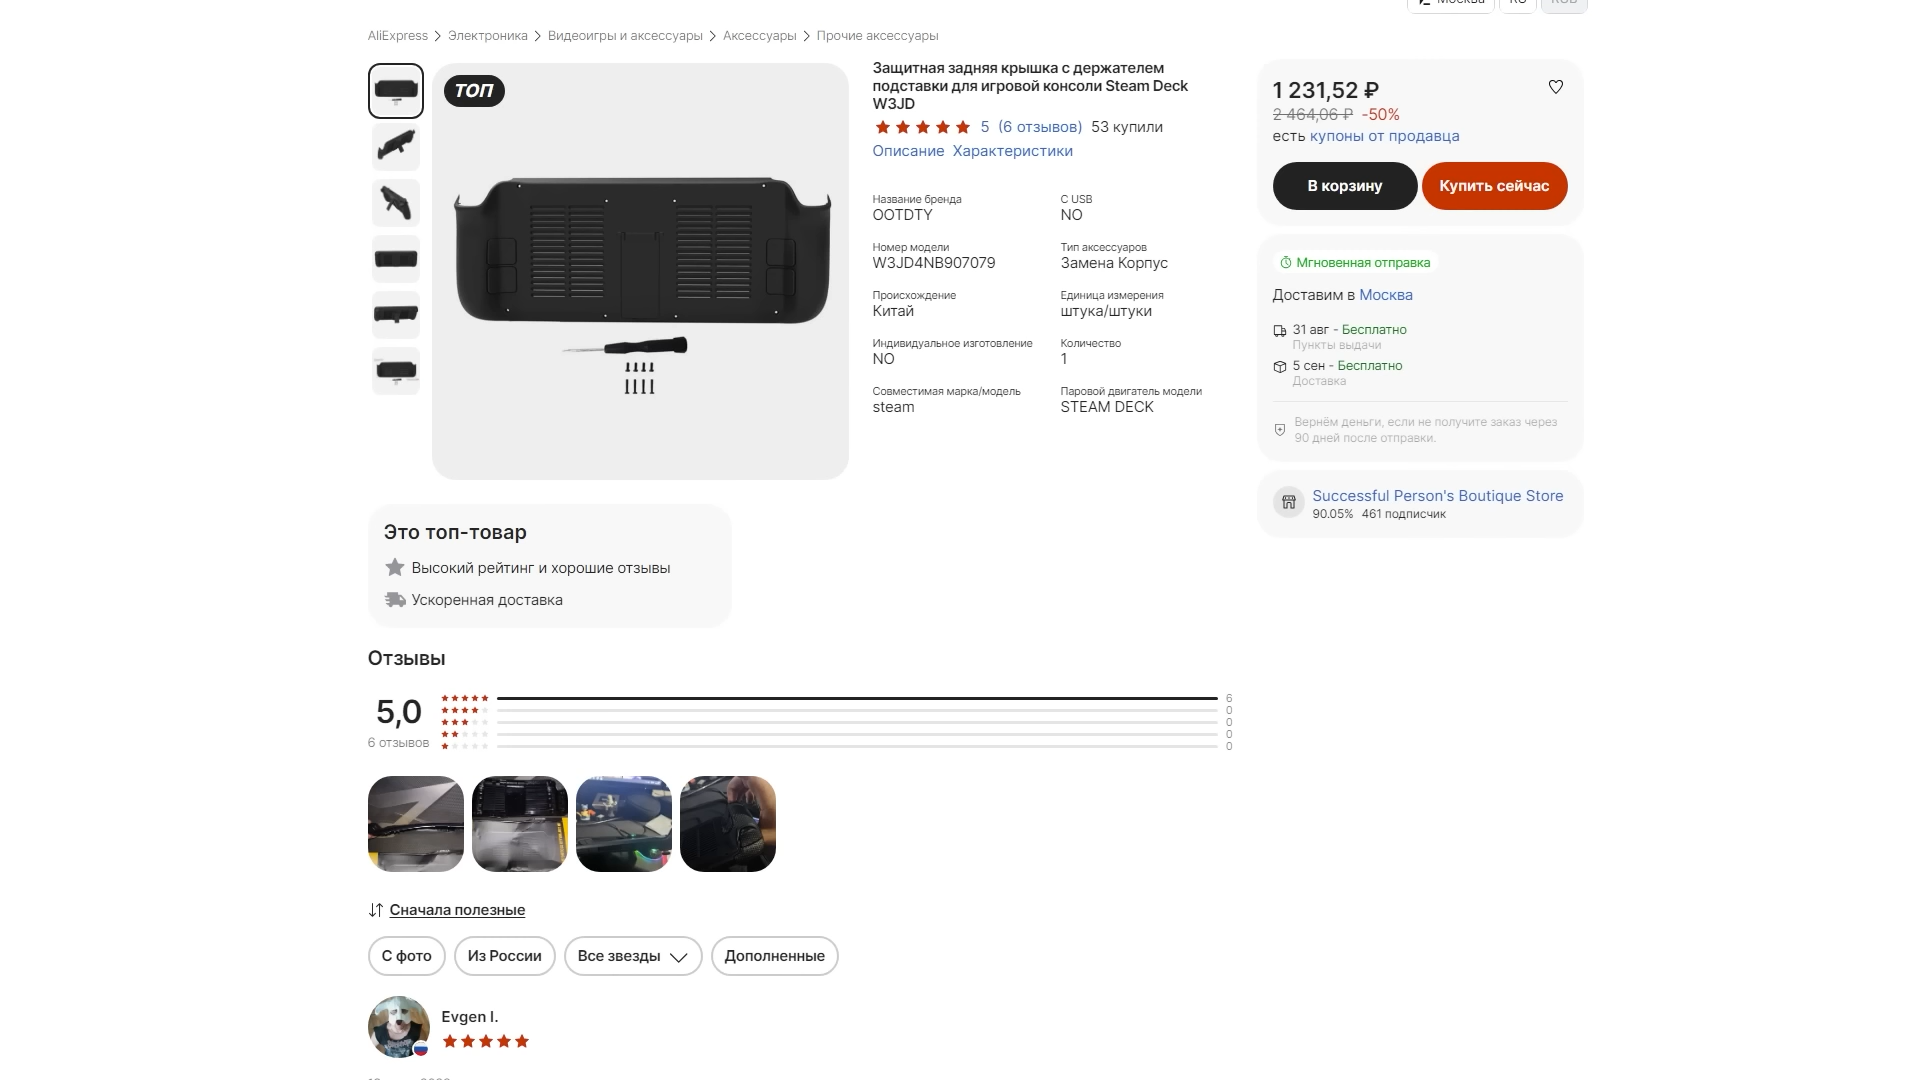 Москва RU RUB
AliExpress > Электроника > Видеоигры и аксессуары > Аксессуары > Прочие аксессуары
ТОП
Защитная задняя крышка с держателем
подставки для игровой консоли Steam Deck
W3JD
5 (6 отзывов) 53 купили
Описание Характеристики
Название бренда
OOTDTY
С USB
NO
Номер модели
W3JD4NB907079
Тип аксессуаров
Замена Корпус
Происхождение
Китай
Единица измерения
штука/штуки
Индивидуальное изготовление
NO
Количество
1
Совместимая марка/модель
steam
Паровой двигатель модели
STEAM DECK
1 231,52 ₽
2 464,06 ₽ -50%
есть купоны от продавца
В корзину
Купить сейчас
Мгновенная отправка
Доставим в Москва
31 авг - Бесплатно
Пункты выдачи
5 сен - Бесплатно
Доставка
Вернём деньги, если не получите заказ через
90 дней после отправки.
Successful Person's Boutique Store
90.05% 461 подписчик
Это топ-товар
Высокий рейтинг и хорошие отзывы
Ускоренная доставка
Отзывы
5,0
6 отзывов
6
0
0
0
0
Сначала полезные
С фото
Из России
Все звезды
Дополненные
Evgen I.